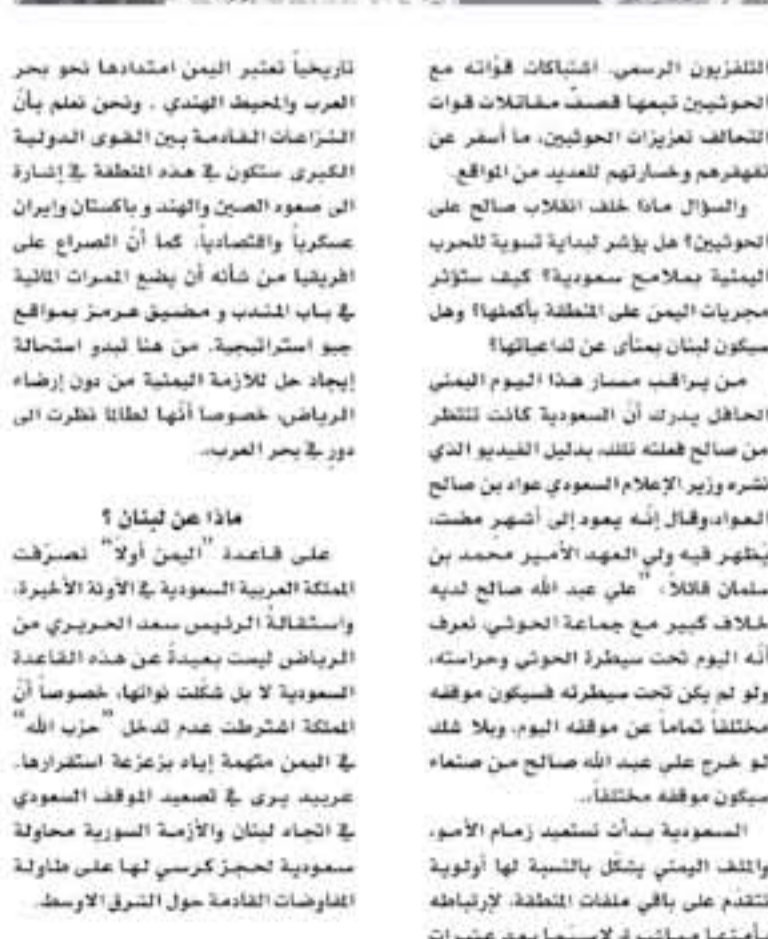 التلفزيون الرسمي. اشتباكات قوّاته مع
الحوثيين تبعها قصفُ مقاتلات قوات
التحالف تعزيزات الحوثيين، ما أسفر عن
تقهقرهم وخسارتهم للعديد من المواقع.
والسؤال ماذا خلف انقلاب صالح على
الحوثيين؟ هل يؤشر لبداية تسوية للحرب
اليمنية بملامح سعودية؟ كيف ستؤثر
مجريات اليمن على المنطقة بأكملها؟ وهل
سيكون لبنان بمنأى عن تداعياتها؟
من يراقب مسار هذا اليوم اليمني
الحافل يدرك أنّ السعودية كانت تنتظر
من صالح فعلته تلك، بدليل الفيديو الذي
نشره وزير الإعلام السعودي عواد بن صالح
العواد،وقال إنّه يعود إلى أشهر مضت،
يَظهر فيه ولي العهد الأمير محمد بن
سلمان قائلاً، "علي عبد الله صالح لديه
خلاف كبير مع جماعة الحوثي، نعرف
أنّه اليوم تحت سيطرة الحوثي وحراسته،
ولو لم يكن تحت سيطرته فسيكون موقفه
مختلفاً تماماً عن موقفه اليوم، وبلا شك
لو خرج علي عبد الله صالح من صنعاء
سيكون موقفه مختلفاً..
السعودية بدأت تستعيد زمام الأمور،
والملف اليمني يشكّل بالنسبة لها أولوية
تتقدّم على باقي ملفات المنطقة، لإرتباطه
بأمنها مباشرة لاسيّما بعد
تاريخياً تعتبر اليمن امتدادها نحو بحر
العرب والمحيط الهندي . ونحن نعلم بأنّ
النزاعات القادمة بين القوى الدولية
الكبرى ستكون في هذه المنطقة في إشارة
الى صعود الصين والهند و باكستان وإيران
عسكرياً واقتصادياً، كما أنّ الصراع على
افريقيا من شأنه أن يضع الممرات المائية
في باب المندب و مضيق هرمز بمواقع
جيو استراتيجية. من هنا تبدو استحالة
إيجاد حل للازمة اليمنية من دون إرضاء
الرياض، خصوصا أنّها لطالما نظرت الى
دور في بحر العرب..
ماذا عن لبنان ؟
على قاعدة "اليمن أولاً" تصرّفت
المملكة العربية السعودية في الآونة الأخيرة،
واستقالةُ الرئيس سعد الحريري من
الرياض ليست بعيدةً عن هذه القاعدة
السعودية لا بل شكّلت نواتها، خصوصاً أنّ
المملكة اشترطت عدم تدخل "حزب الله"
في اليمن متهمة إياه بزعزعة استقرارها.
عربيد يرى في تصعيد الموقف السعودي
في اتجاه لبنان والأزمة السورية محاولة
سعودية لحجز كرسي لها على طاولة
المفاوضات القادمة حول الشرق الاوسط.